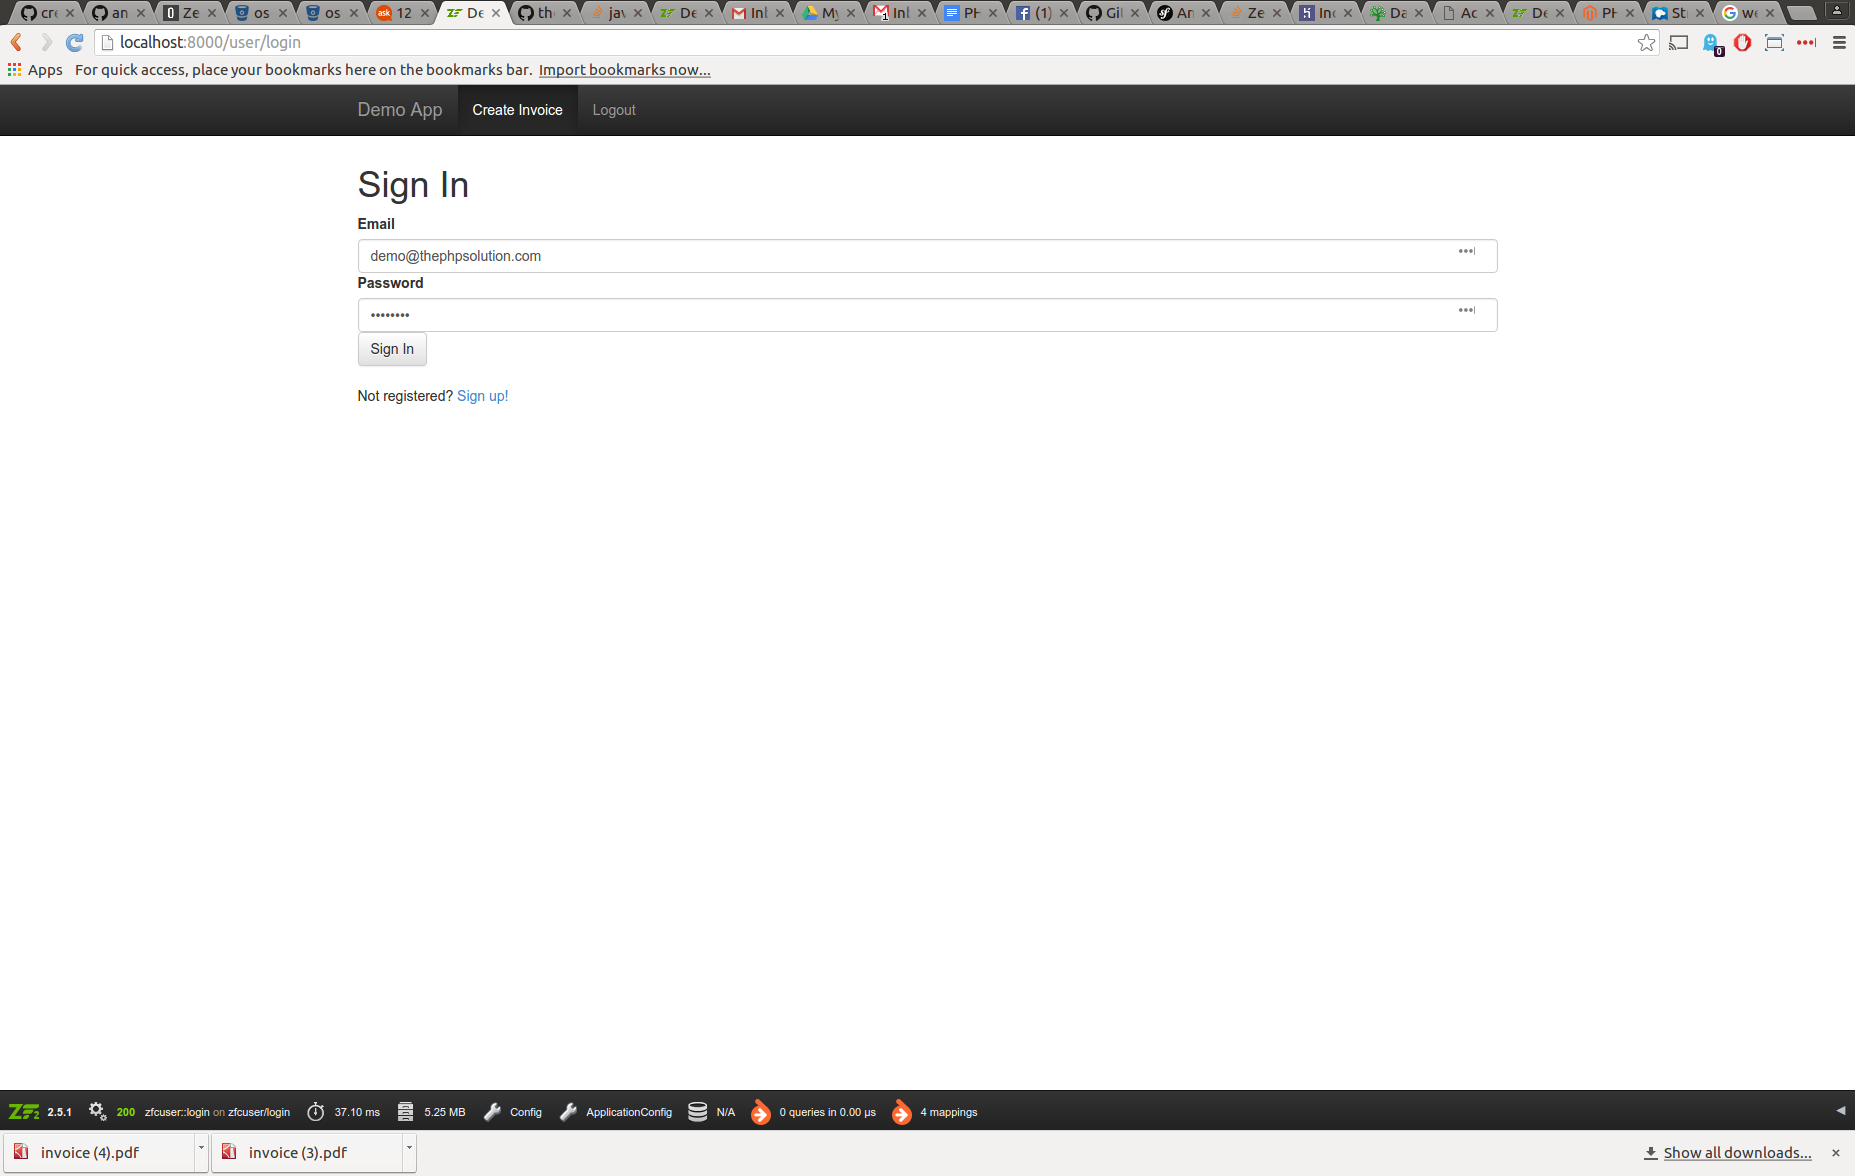 cre an Ze os os 12 De th jav De Inb My Inb PH (1) Git An Ze Inc Da Ac De PH St we
localhost:8000/user/login
Apps For quick access, place your bookmarks here on the bookmarks bar. Import bookmarks now...
Demo App Create Invoice Logout
Sign In
Email
demo@thephpsolution.com
Password
••••••••
Sign In
Not registered? Sign up!
ZF2 2.5.1 200 zfcuser::login on zfcuser/login 37.10 ms 5.25 MB Config ApplicationConfig N/A 0 queries in 0.00 µs 4 mappings
invoice (4).pdf invoice (3).pdf Show all downloads...